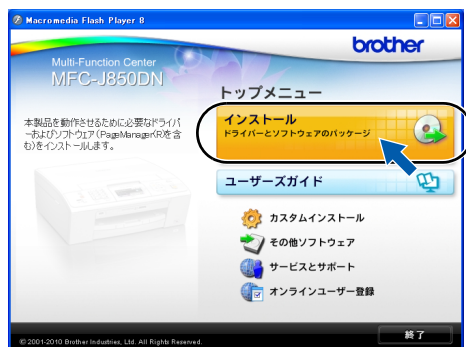 Macromedia Flash Player 8
brother
Multi-Function Center
MFC-J850DN
トップメニュー
本製品を動作させるために必要なドライバ
ーおよびソフトウェア(PageManager(R)を含
む)をインストールします。
インストール
ドライバーとソフトウェアのパッケージ
ユーザーズガイド
カスタムインストール
その他ソフトウェア
サービスとサポート
オンラインユーザー登録
© 2001-2010 Brother Industries, Ltd. All Rights Reserved.
終了